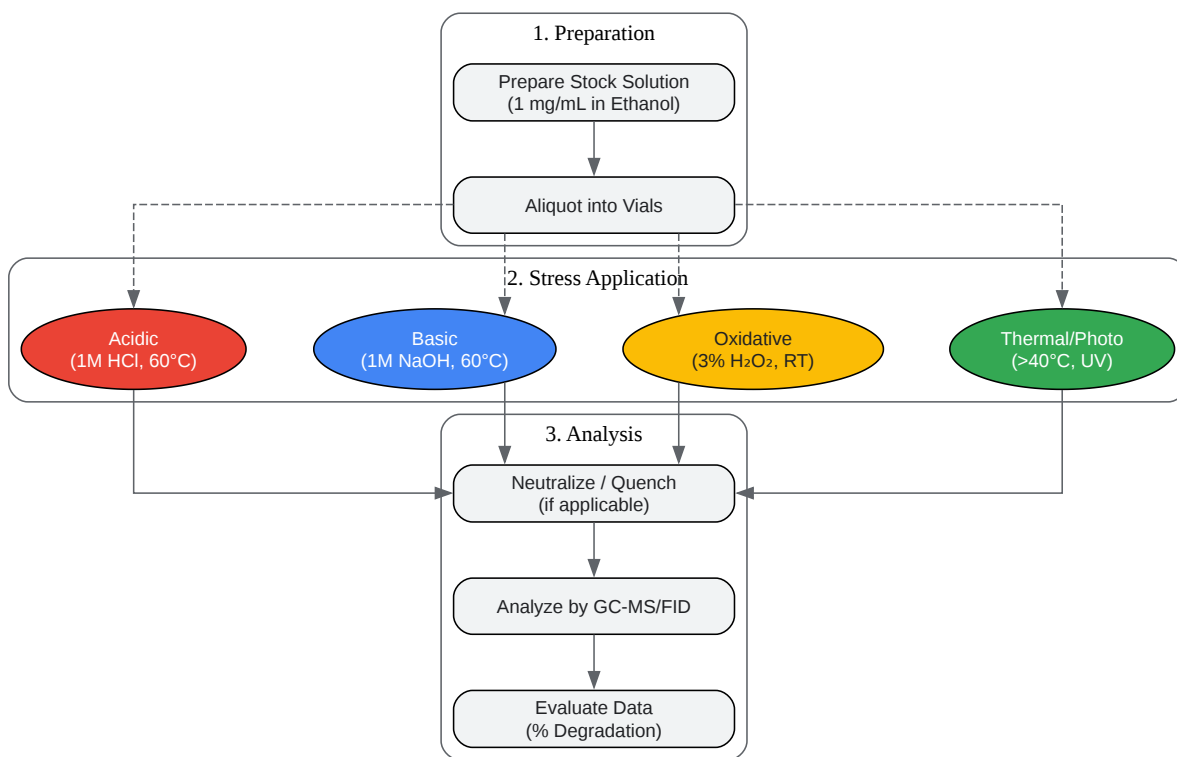 1. Preparation
Prepare Stock Solution
(1 mg/mL in Ethanol)
Aliquot into Vials
2. Stress Application
Acidic
(1M HCl, 60°C)
Basic
(1M NaOH, 60°C)
Oxidative
(3% H₂O₂, RT)
Thermal/Photo
(>40°C, UV)
3. Analysis
Neutralize / Quench
(if applicable)
Analyze by GC-MS/FID
Evaluate Data
(% Degradation)